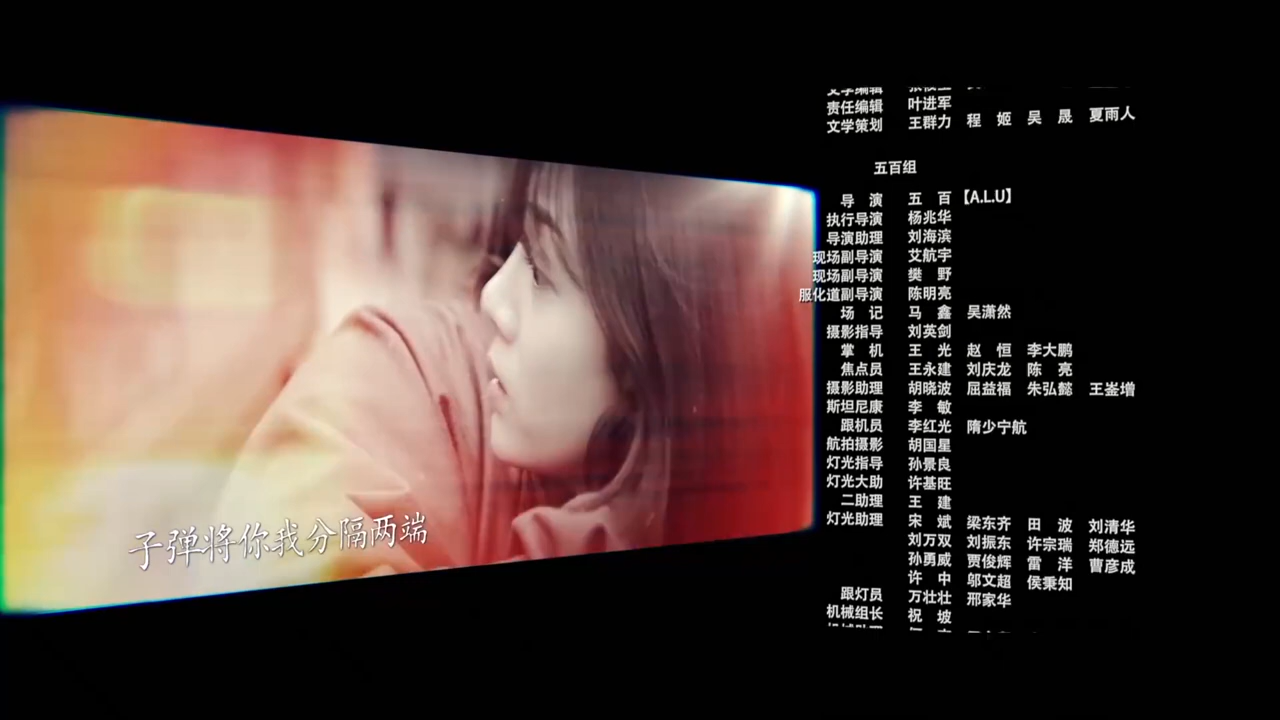 子弹将你我分隔两端
责任编辑 叶进军
文学策划 王群力 程 姬 吴 晟 夏雨人
五百组
导 演 五 百【A.L.U】
执行导演 杨兆华
导演助理 刘海滨
现场副导演 艾航宇
现场副导演 樊 野
服化道副导演 陈明亮
场 记 马 鑫 吴潇然
摄影指导 刘英剑
掌 机 王 光 赵 恒 李大鹏
焦点员 王永建 刘庆龙 陈 亮
摄影助理 胡晓波 屈益福 朱弘懿 王崟增
斯坦尼康 李 敏
跟机员 李红光 隋少宁航
航拍摄影 胡国星
灯光指导 孙景良
灯光大助 许基旺
二助理 王 建
灯光助理 宋 斌 梁东齐 田 波 刘清华
刘万双 刘振东 许宗瑞 郑德远
孙勇威 贾俊辉 雷 洋 曹彦成
许 中 邬文超 侯秉知
跟灯员 万壮壮 邢家华
机械组长 祝 坡